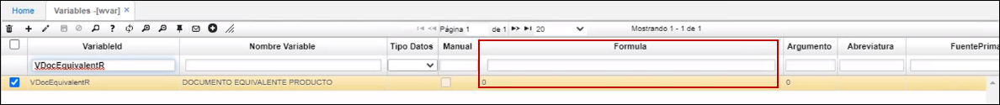 Home Variables -[wvar] ×
Página 1 de 1 20 Mostrando 1 - 1 de 1
VariableId Nombre Variable Tipo Datos Manual Formula Argumento Abreviatura FuentePrima
VDocEquivalentR
VDocEquivalentR DOCUMENTO EQUIVALENTE PRODUCTO 0 0